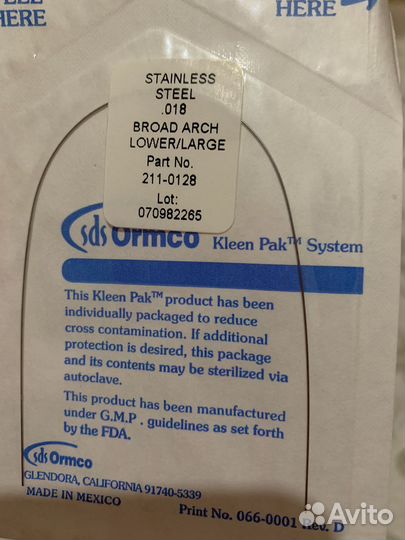 HERE
HERE
STAINLESS
STEEL
.018
BROAD ARCH
LOWER/LARGE
Part No.
211-0128
Lot:
070982265
sds Ormco Kleen Pak™ System
This Kleen Pak™ product has been
individually packaged to reduce
cross contamination. If additional
protection is desired, this package
and its contents may be sterilized via
autoclave.
This product has been manufactured
under G.M.P. guidelines as set forth
by the FDA.
sds Ormco
GLENDORA, CALIFORNIA 91740-5339
MADE IN MEXICO
Print No. 066-0001 Rev. D
Avito